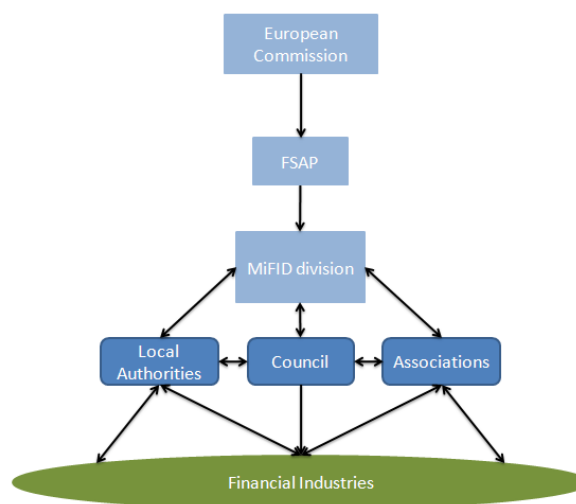 European
Commission
FSAP
MiFID division
Local
Authorities
Council
Associations
Financial Industries